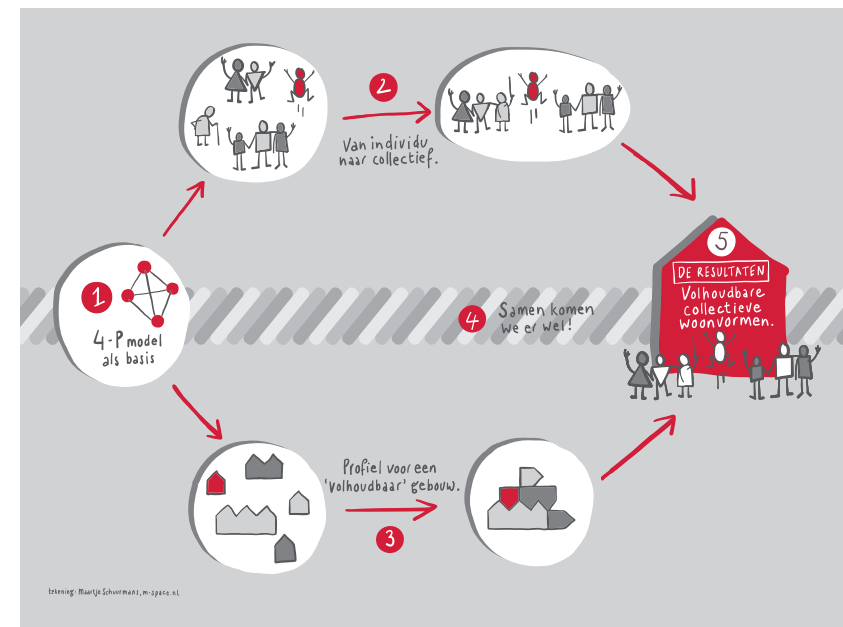 1
4-P model
als basis
2
Van individu
naar collectief.
Profiel voor een
'volhoudbaar' gebouw.
3
4
Samen komen
we er wel!
5
DE RESULTATEN
Volhoudbare
collectieve
woonvormen.
tekening: Maartje Schuurmans, m-space.nl